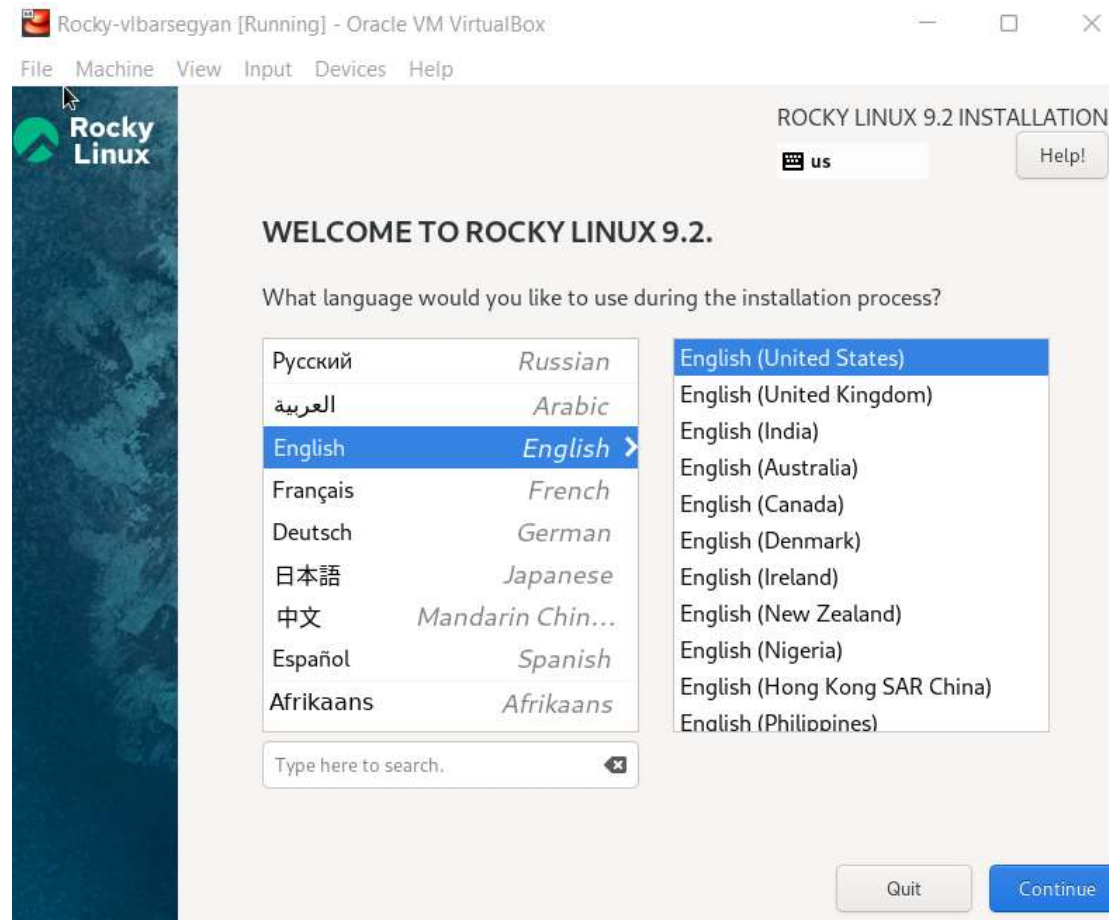 Rocky-vlbarsegyan [Running] - Oracle VM VirtualBox
File Machine View Input Devices Help
Rocky
Linux
ROCKY LINUX 9.2 INSTALLATION
us
Help!
WELCOME TO ROCKY LINUX 9.2.
What language would you like to use during the installation process?
Русский Russian
العربية Arabic
English English
Français French
Deutsch German
日本語 Japanese
中文 Mandarin Chin...
Español Spanish
Afrikaans Afrikaans
Type here to search.
English (United States)
English (United Kingdom)
English (India)
English (Australia)
English (Canada)
English (Denmark)
English (Ireland)
English (New Zealand)
English (Nigeria)
English (Hong Kong SAR China)
English (Philippines)
Quit
Continue